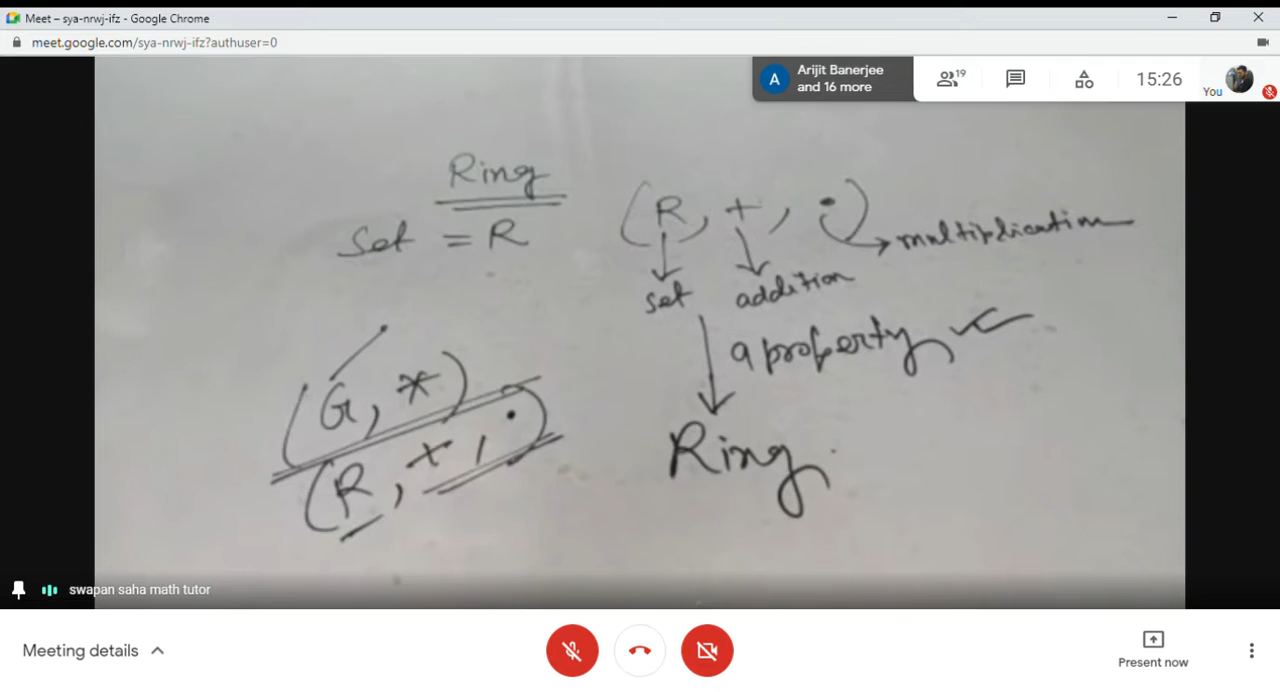 Meet – sya-nrwj-ifz - Google Chrome
meet.google.com/sya-nrwj-ifz?authuser=0
A
Arijit Banerjee
and 16 more
19
15:26
You
Ring
Set = R
(R, +, •)
multiplication
set
addition
a property
Ring
(G, *)
(R, +, •)
swapan saha math tutor
Meeting details
Present now